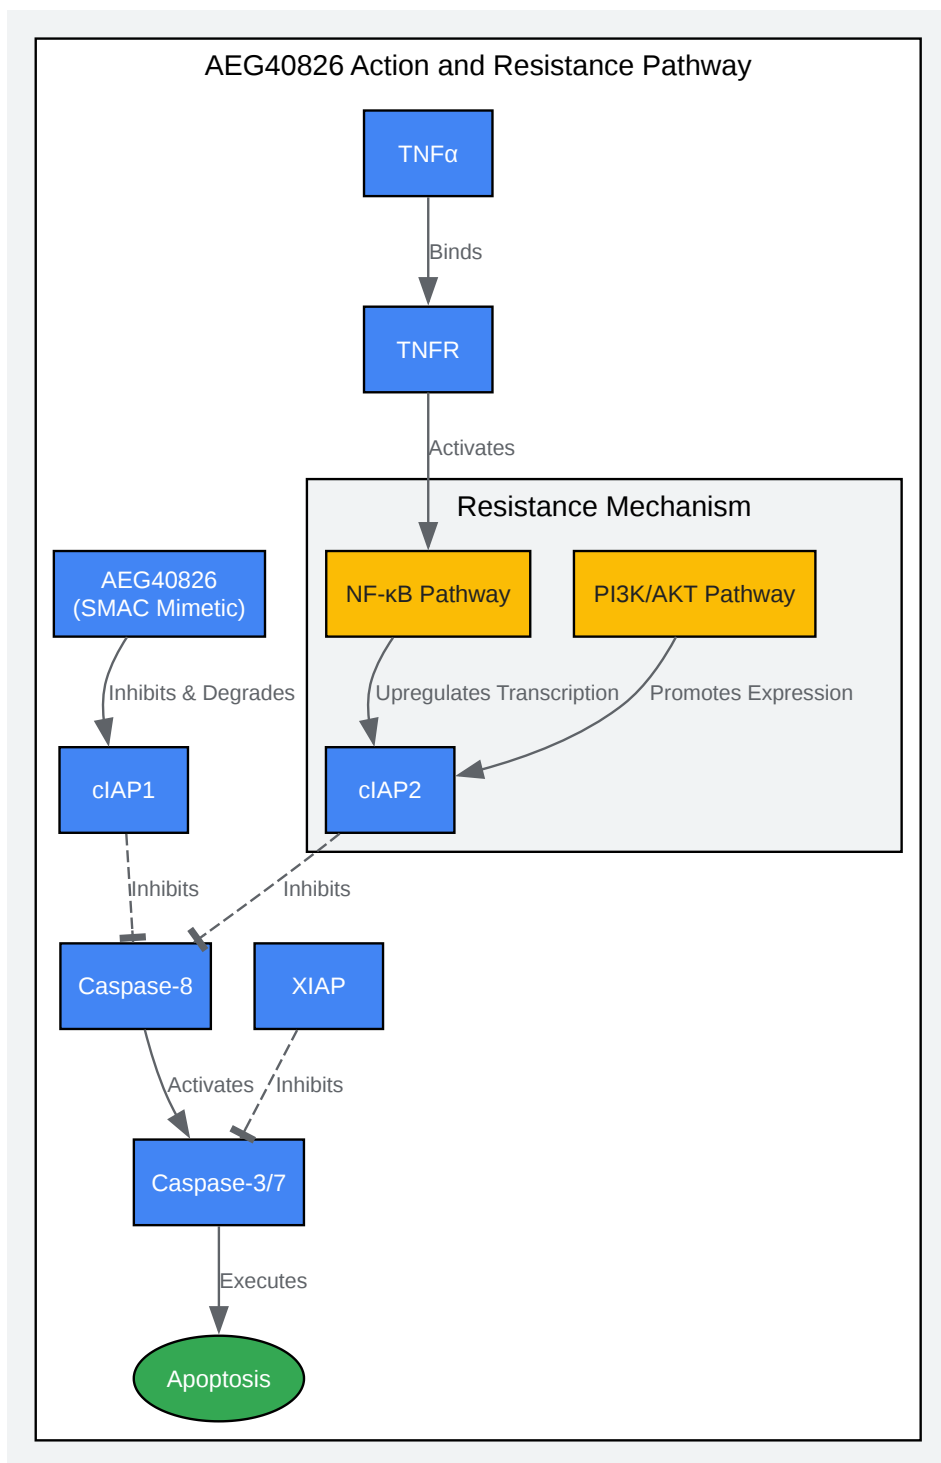 AEG40826 Action and Resistance Pathway
TNFα
Binds
TNFR
Activates
Resistance Mechanism
AEG40826
(SMAC Mimetic)
NF-κB Pathway
PI3K/AKT Pathway
Inhibits & Degrades
Upregulates Transcription
Promotes Expression
cIAP1
cIAP2
Inhibits
Inhibits
Caspase-8
XIAP
Activates
Inhibits
Caspase-3/7
Executes
Apoptosis